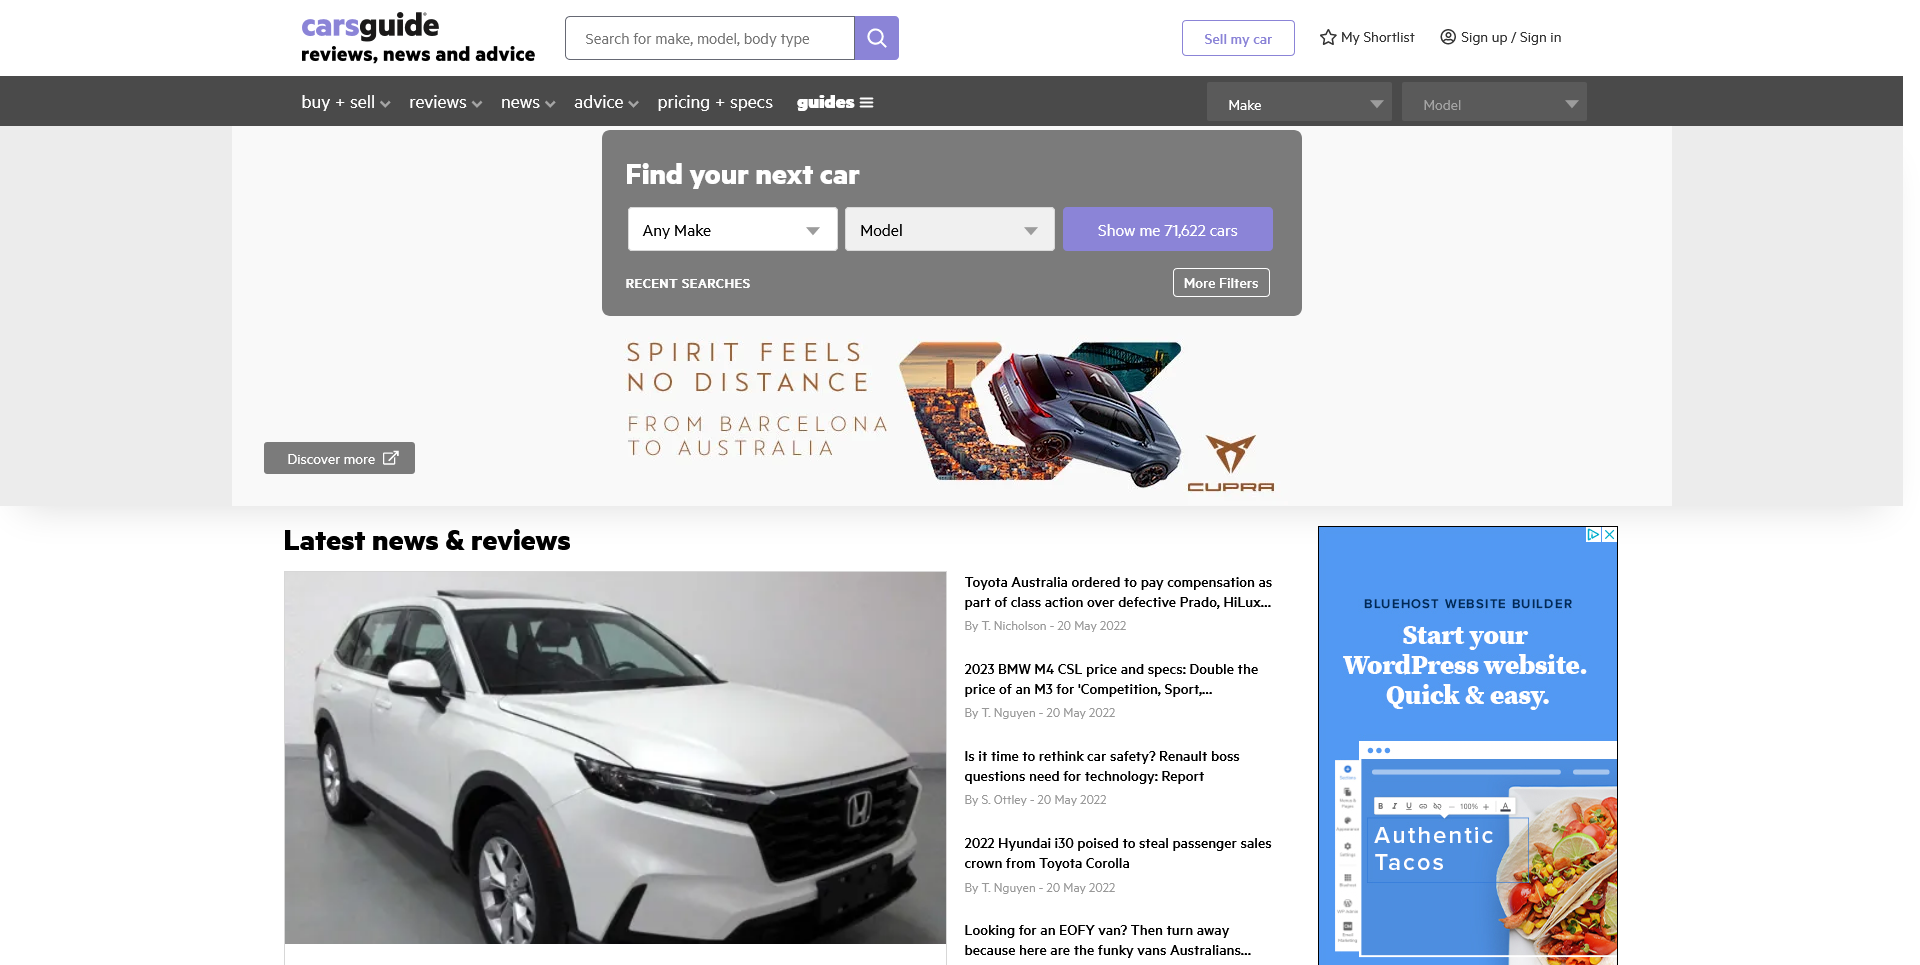 carsguide
reviews, news and advice
Search for make, model, body type
Sell my car
My Shortlist
Sign up / Sign in
buy + sell
reviews
news
advice
pricing + specs
guides
Make
Model
Find your next car
Any Make
Model
Show me 71,622 cars
RECENT SEARCHES
More Filters
SPIRIT FEELS
NO DISTANCE
FROM BARCELONA
TO AUSTRALIA
CUPRA
Discover more
Latest news & reviews
Toyota Australia ordered to pay compensation as
part of class action over defective Prado, HiLux...
By T. Nicholson - 20 May 2022
2023 BMW M4 CSL price and specs: Double the
price of an M3 for 'Competition, Sport,...
By T. Nguyen - 20 May 2022
Is it time to rethink car safety? Renault boss
questions need for technology: Report
By S. Ottley - 20 May 2022
2022 Hyundai i30 poised to steal passenger sales
crown from Toyota Corolla
By T. Nguyen - 20 May 2022
Looking for an EOFY van? Then turn away
because here are the funky vans Australians...
BLUEHOST WEBSITE BUILDER
Start your
WordPress website.
Quick & easy.
B I U 100% + A
Authentic
Tacos